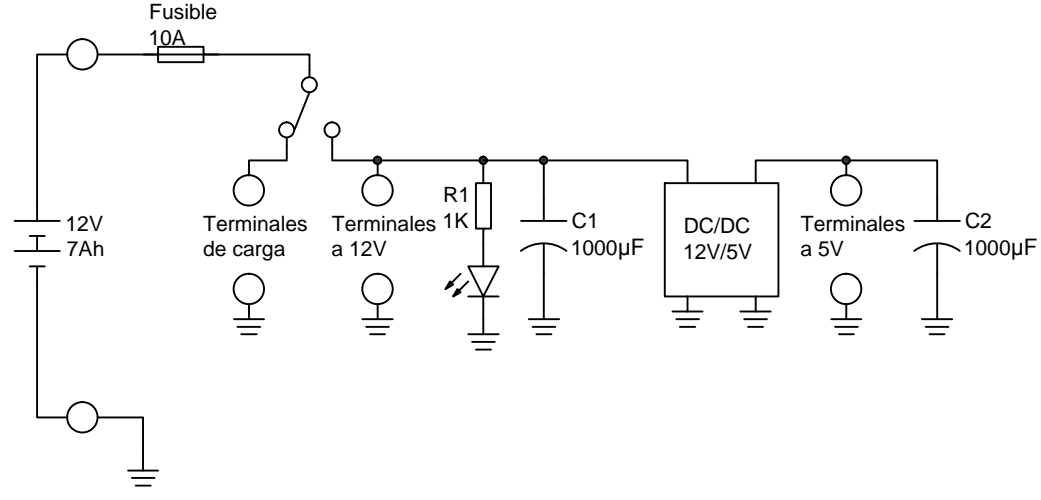 Fusible
10A
12V
7Ah
Terminales
de carga
Terminales
a 12V
R1
1K
C1
1000µF
DC/DC
12V/5V
Terminales
a 5V
C2
1000µF